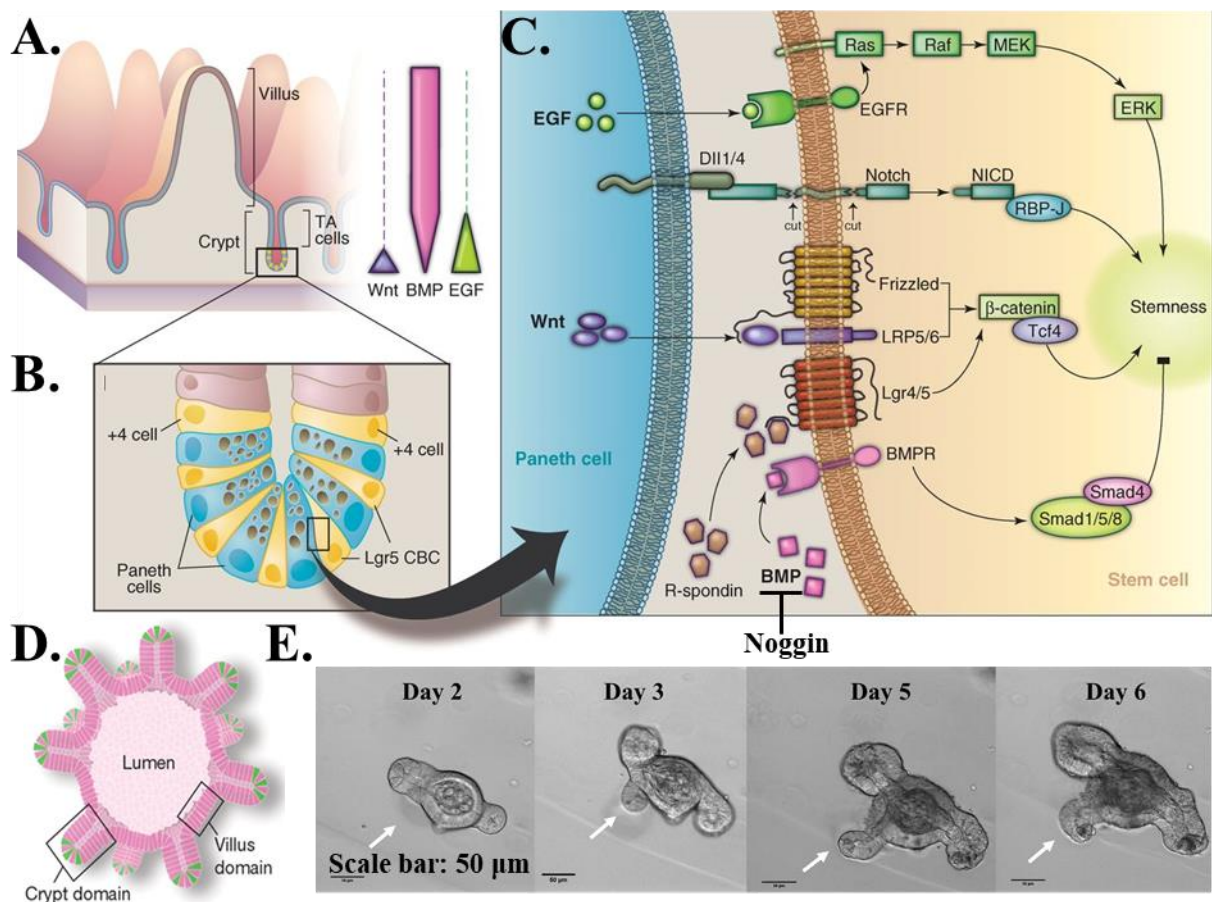 A.
Villus
Crypt
TA
cells
Wnt
BMP
EGF
B.
+4 cell
+4 cell
Paneth
cells
Lgr5 CBC
C.
Ras
Raf
MEK
ERK
EGF
EGFR
Dll1/4
Notch
NICD
RBP-J
cut
cut
Frizzled
Wnt
LRP5/6
β-catenin
Tcf4
Stemness
Lgr4/5
Paneth cell
BMPR
Smad4
Smad1/5/8
R-spondin
BMP
Stem cell
Noggin
D.
Lumen
Villus
domain
Crypt domain
E.
Day 2
Day 3
Day 5
Day 6
Scale bar: 50 μm
50 μm